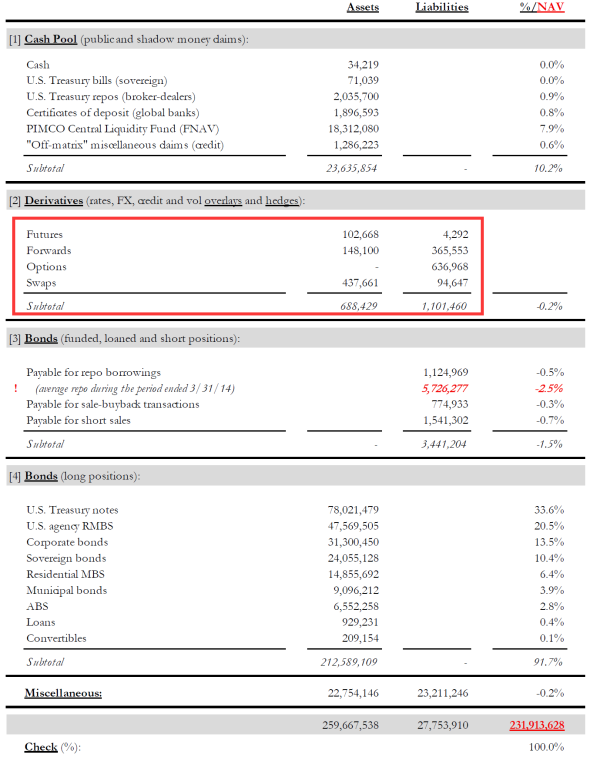 Assets Liabilities %/NAV
[1] Cash Pool (public and shadow money claims):
Cash 34,219 0.0%
U.S. Treasury bills (sovereign) 71,039 0.0%
U.S. Treasury repos (broker-dealers) 2,035,700 0.9%
Certificates of deposit (global banks) 1,896,593 0.8%
PIMCO Central Liquidity Fund (FNAV) 18,312,080 7.9%
"Off-matrix" miscellaneous claims (credit) 1,286,223 0.6%
Subtotal 23,635,854 - 10.2%
[2] Derivatives (rates, FX, credit and vol overlays and hedges):
Futures 102,668 4,292
Forwards 148,100 365,553
Options - 636,968
Swaps 437,661 94,647
Subtotal 688,429 1,101,460 -0.2%
[3] Bonds (funded, loaned and short positions):
Payable for repo borrowings 1,124,969 -0.5%
! (average repo during the period ended 3/31/14) 5,726,277 -2.5%
Payable for sale-buyback transactions 774,933 -0.3%
Payable for short sales 1,541,302 -0.7%
Subtotal - 3,441,204 -1.5%
[4] Bonds (long positions):
U.S. Treasury notes 78,021,479 33.6%
U.S. agency RMBS 47,569,505 20.5%
Corporate bonds 31,300,450 13.5%
Sovereign bonds 24,055,128 10.4%
Residential MBS 14,855,692 6.4%
Municipal bonds 9,096,212 3.9%
ABS 6,552,258 2.8%
Loans 929,231 0.4%
Convertibles 209,154 0.1%
Subtotal 212,589,109 - 91.7%
Miscellaneous: 22,754,146 23,211,246 -0.2%
259,667,538 27,753,910 231,913,628
Check (%): 100.0%